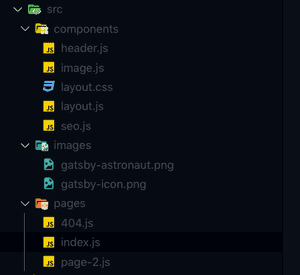 src
components
header.js
image.js
layout.css
layout.js
seo.js
images
gatsby-astronaut.png
gatsby-icon.png
pages
404.js
index.js
page-2.js